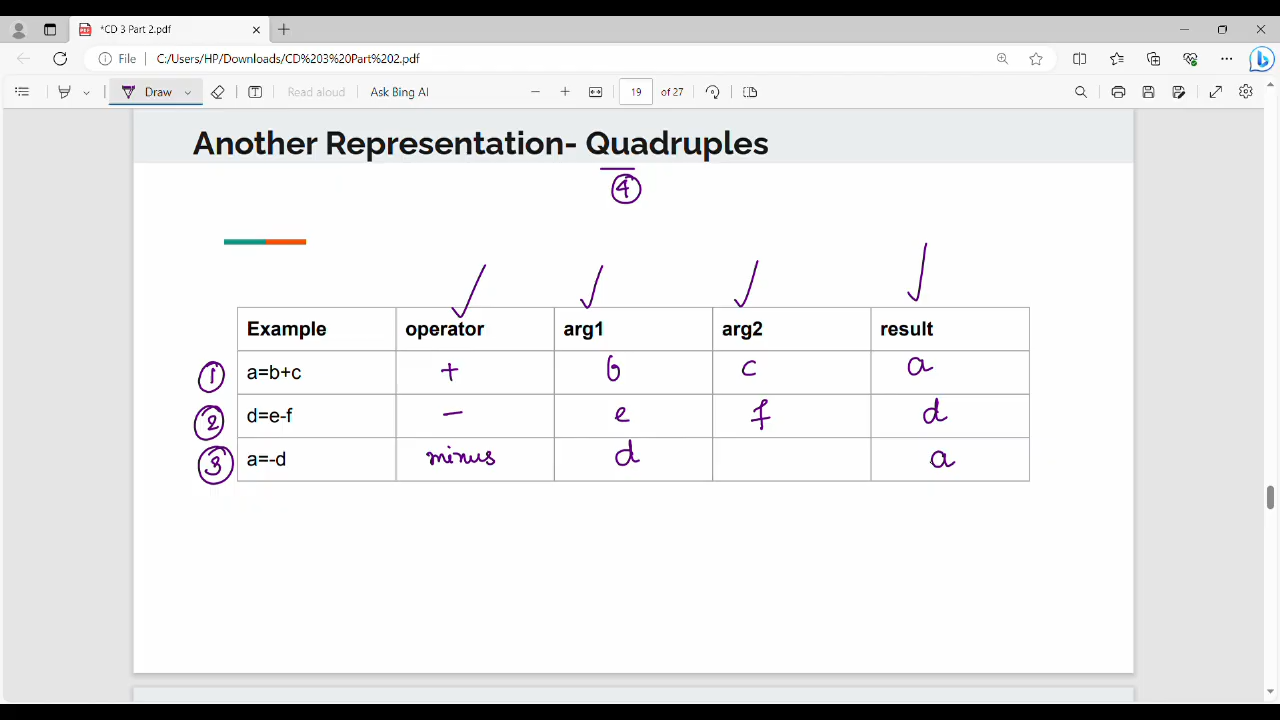 *CD 3 Part 2.pdf
File C:/Users/HP/Downloads/CD%203%20Part%202.pdf
Draw Read aloud Ask Bing AI 19 of 27
Another Representation- Quadruples
4
Example operator arg1 arg2 result
1 a=b+c + b c a
2 d=e-f - e f d
3 a=-d minus d a